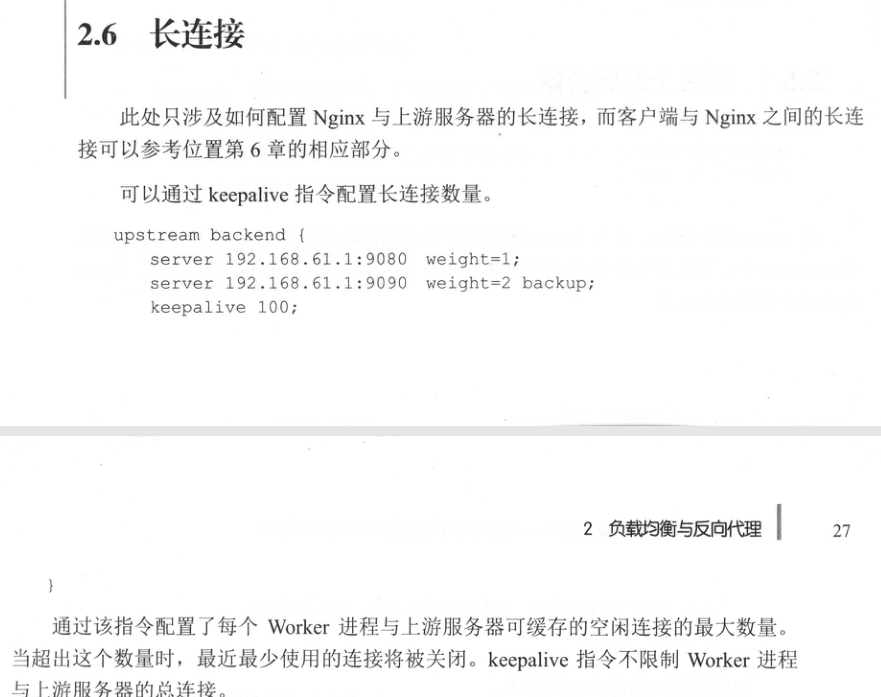 2.6 长连接
此处只涉及如何配置 Nginx 与上游服务器的长连接，而客户端与 Nginx 之间的长连
接可以参考位置第 6 章的相应部分。
可以通过 keepalive 指令配置长连接数量。
upstream backend {
server 192.168.61.1:9080 weight=1;
server 192.168.61.1:9090 weight=2 backup;
keepalive 100;
2 负载均衡与反向代理 27
}
通过该指令配置了每个 Worker 进程与上游服务器可缓存的空闲连接的最大数量。
当超出这个数量时，最近最少使用的连接将被关闭。keepalive 指令不限制 Worker 进程
与上游服务器的总连接。